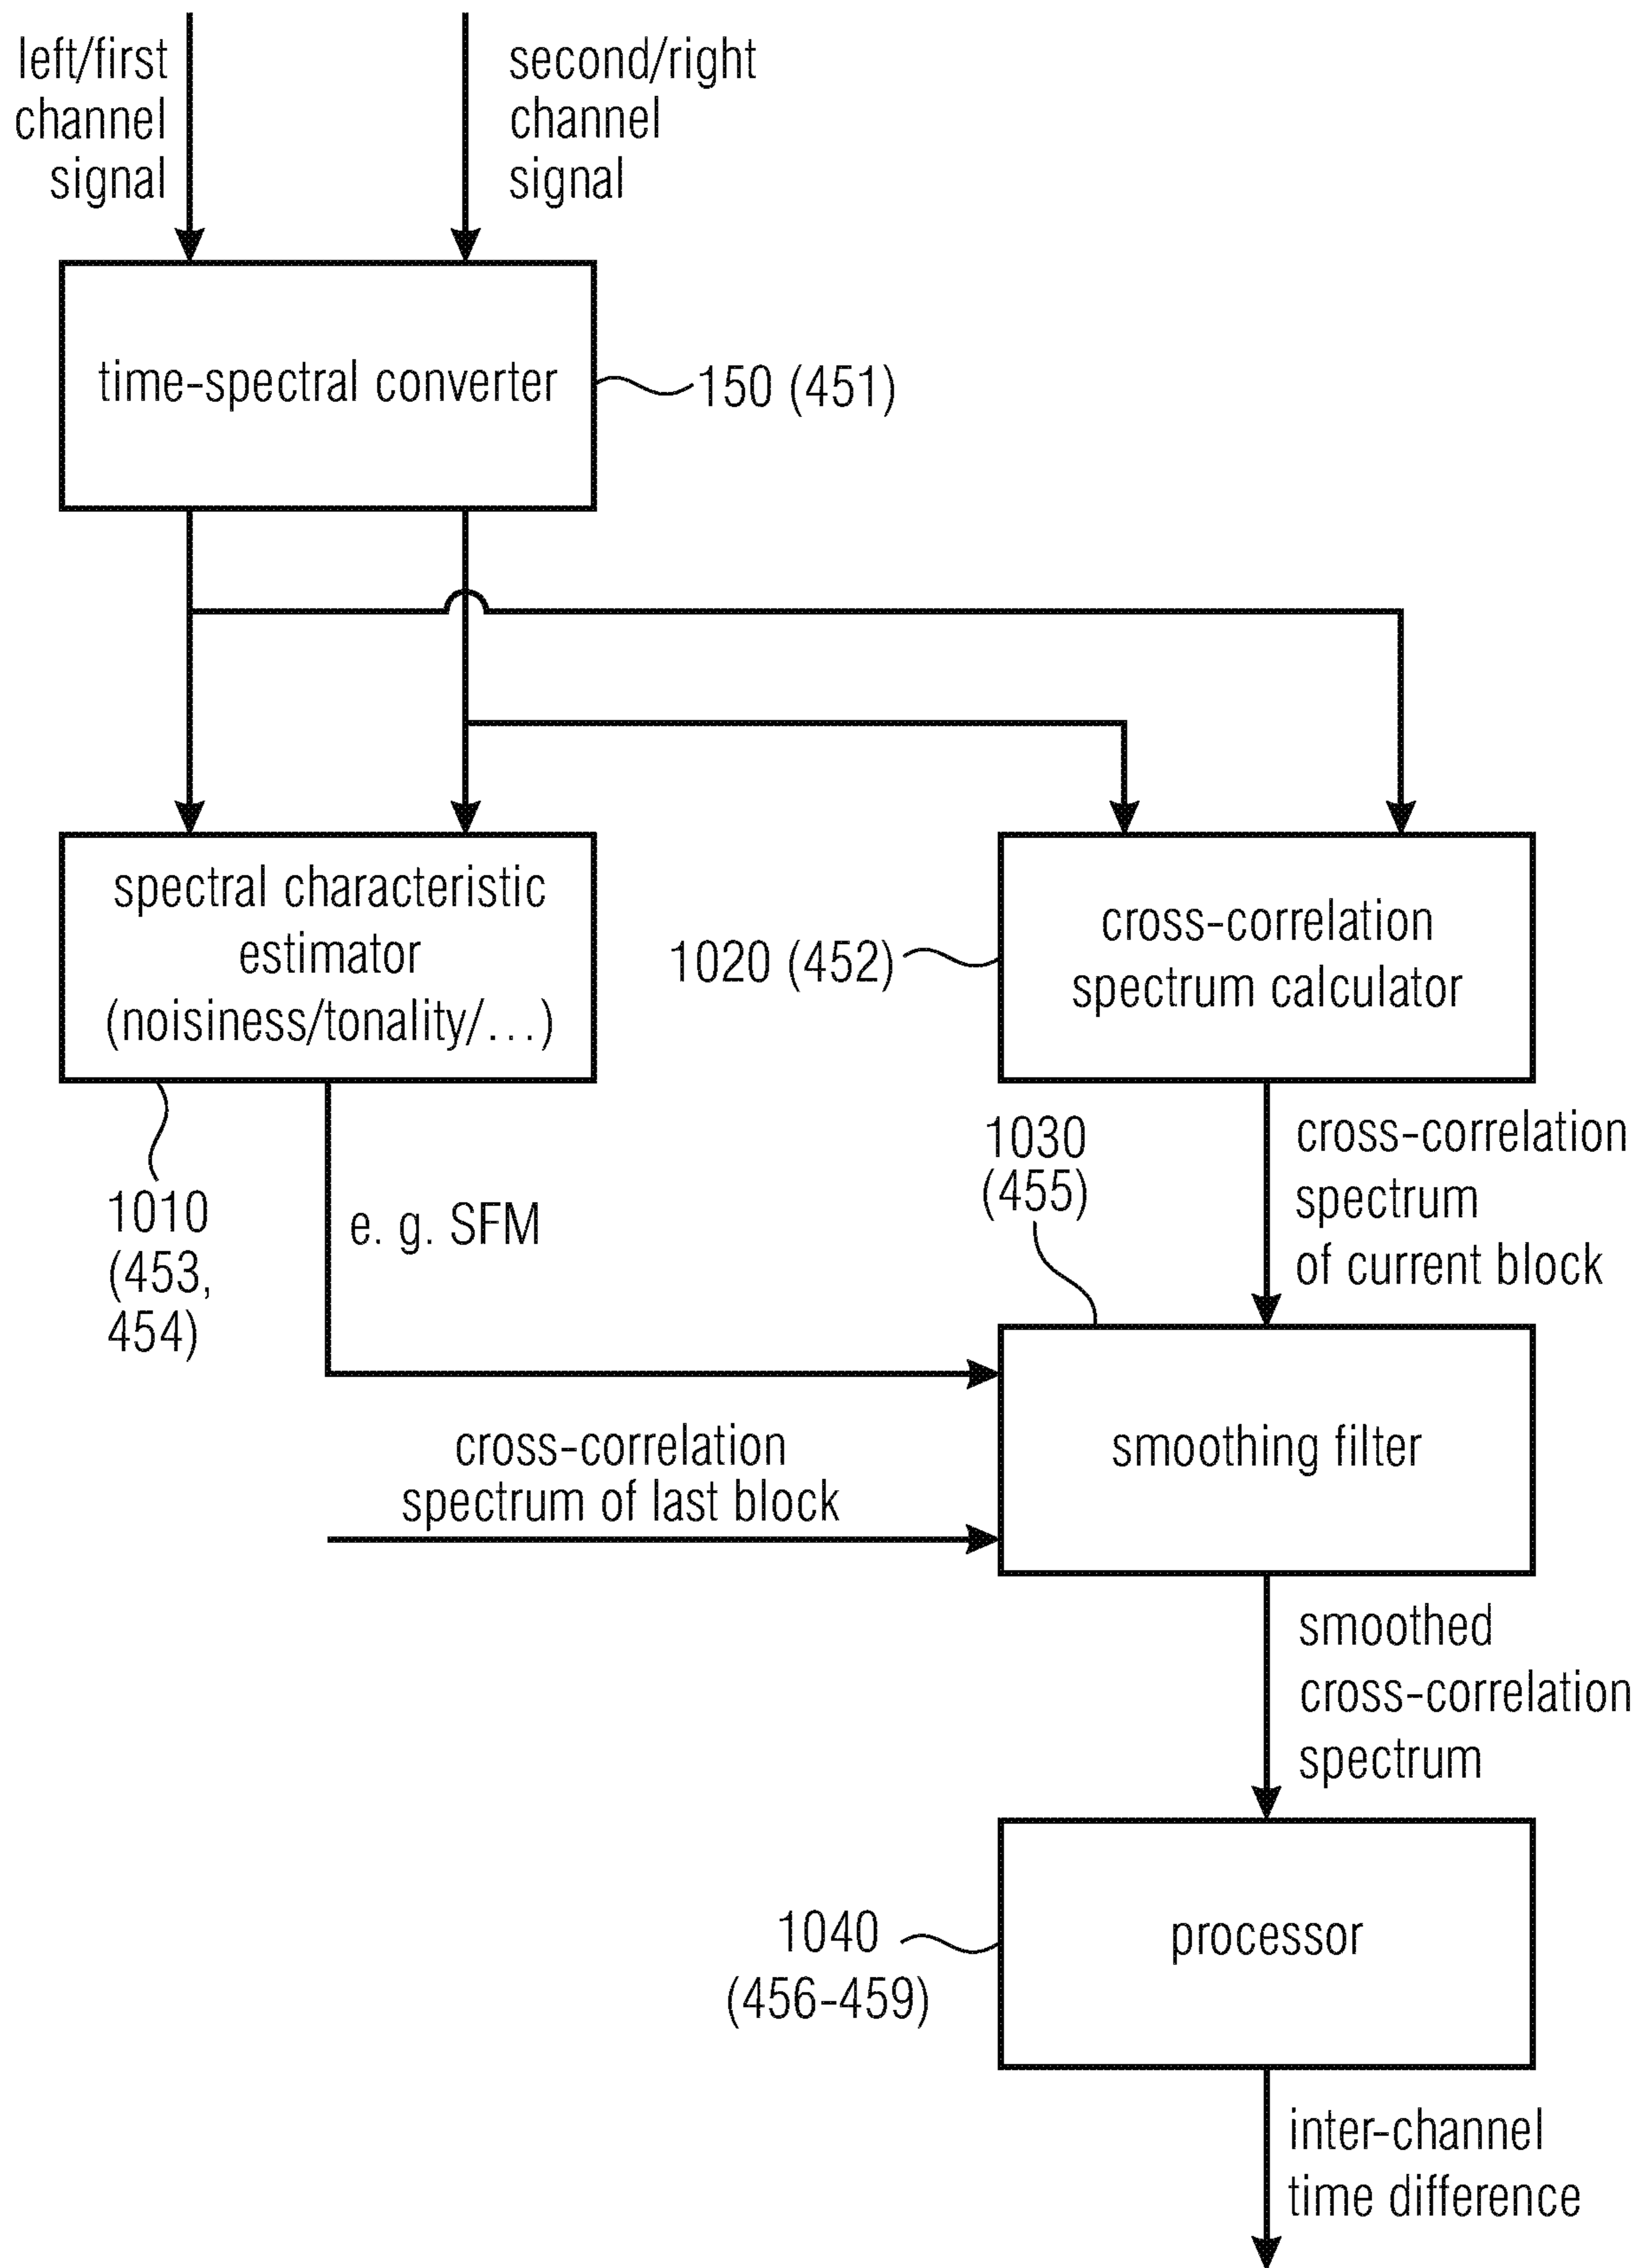 left/first
channel
signal
second/right
channel
signal
time-spectral converter
150 (451)
spectral characteristic
estimator
(noisiness/tonality/...)
1020 (452)
cross-correlation
spectrum calculator
1010
(453,
454)
e. g. SFM
1030
(455)
cross-correlation
spectrum
of current block
cross-correlation
spectrum of last block
smoothing filter
smoothed
cross-correlation
spectrum
1040
(456-459)
processor
inter-channel
time difference